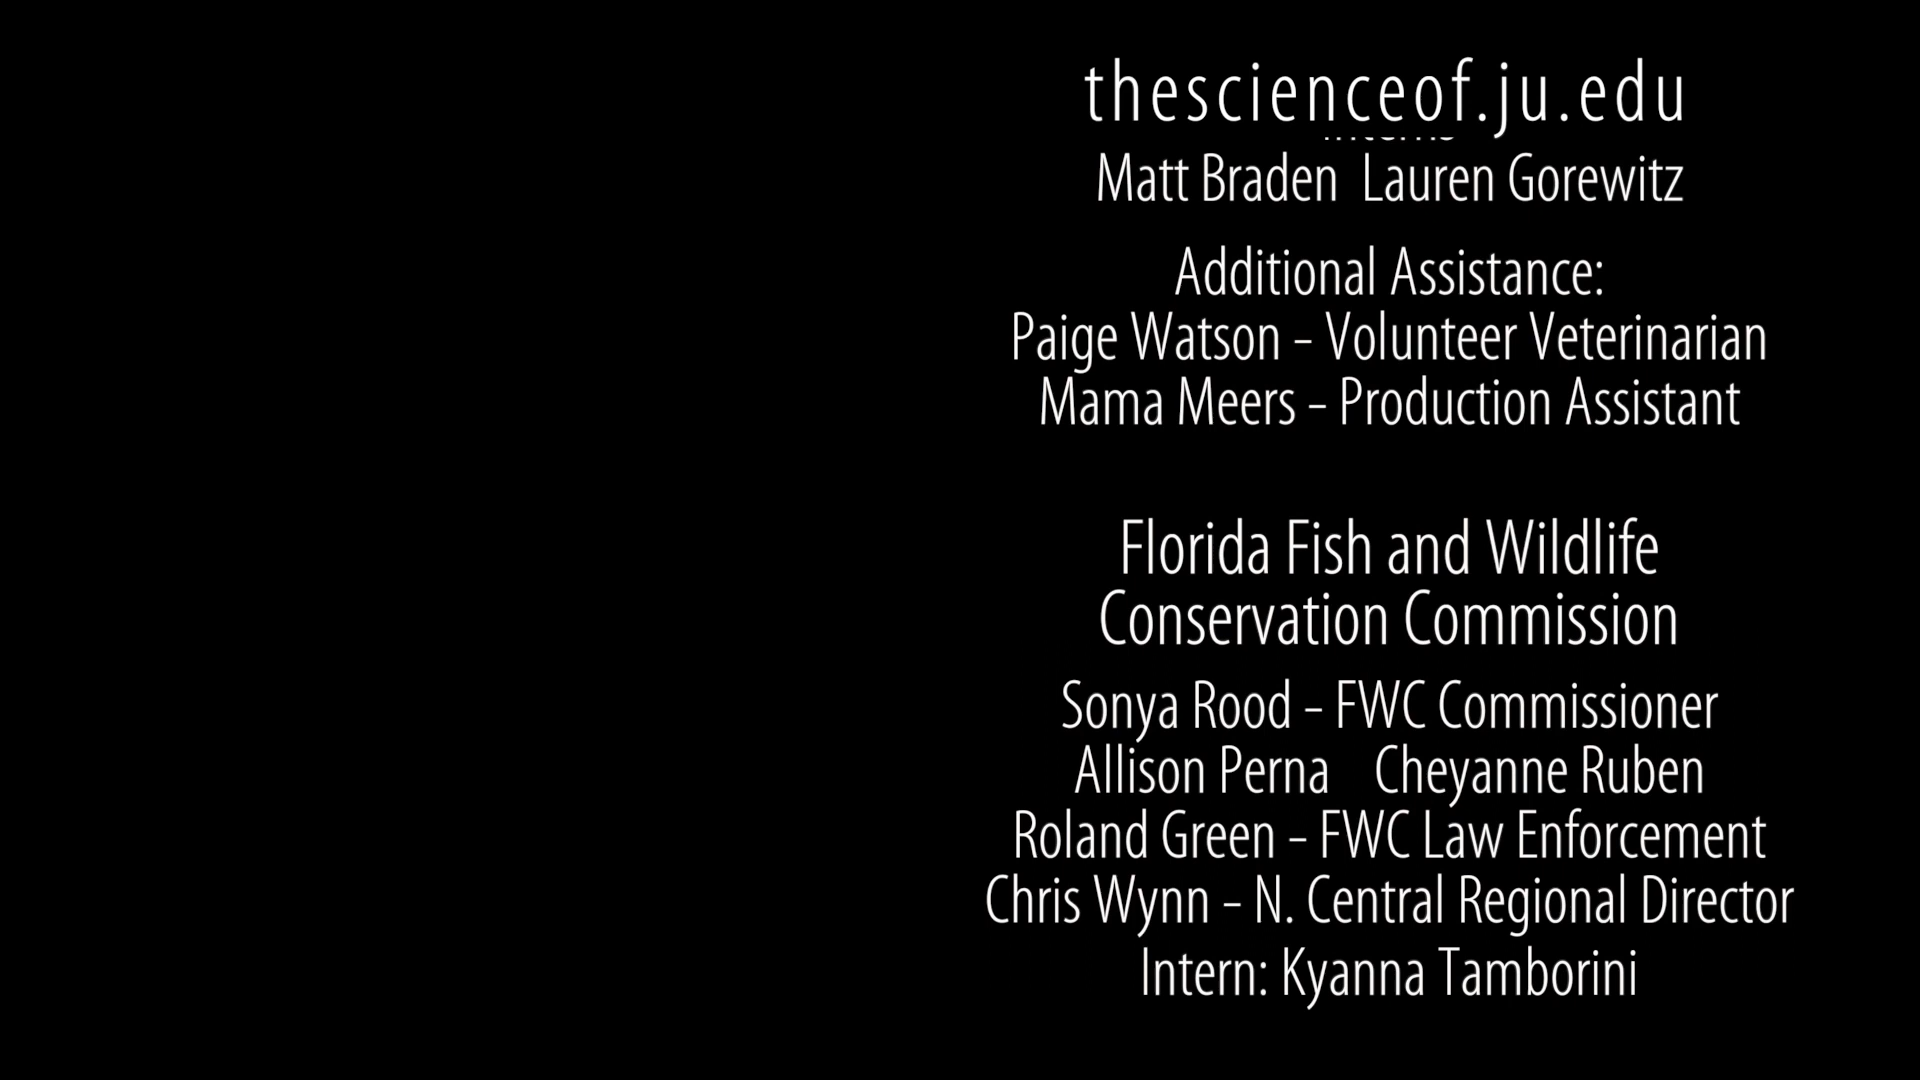 thescienceof.ju.edu
Matt Braden Lauren Gorewitz
Additional Assistance:
Paige Watson – Volunteer Veterinarian
Mama Meers – Production Assistant
Florida Fish and Wildlife
Conservation Commission
Sonya Rood – FWC Commissioner
Allison Perna Cheyanne Ruben
Roland Green – FWC Law Enforcement
Chris Wynn – N. Central Regional Director
Intern: Kyanna Tamborini